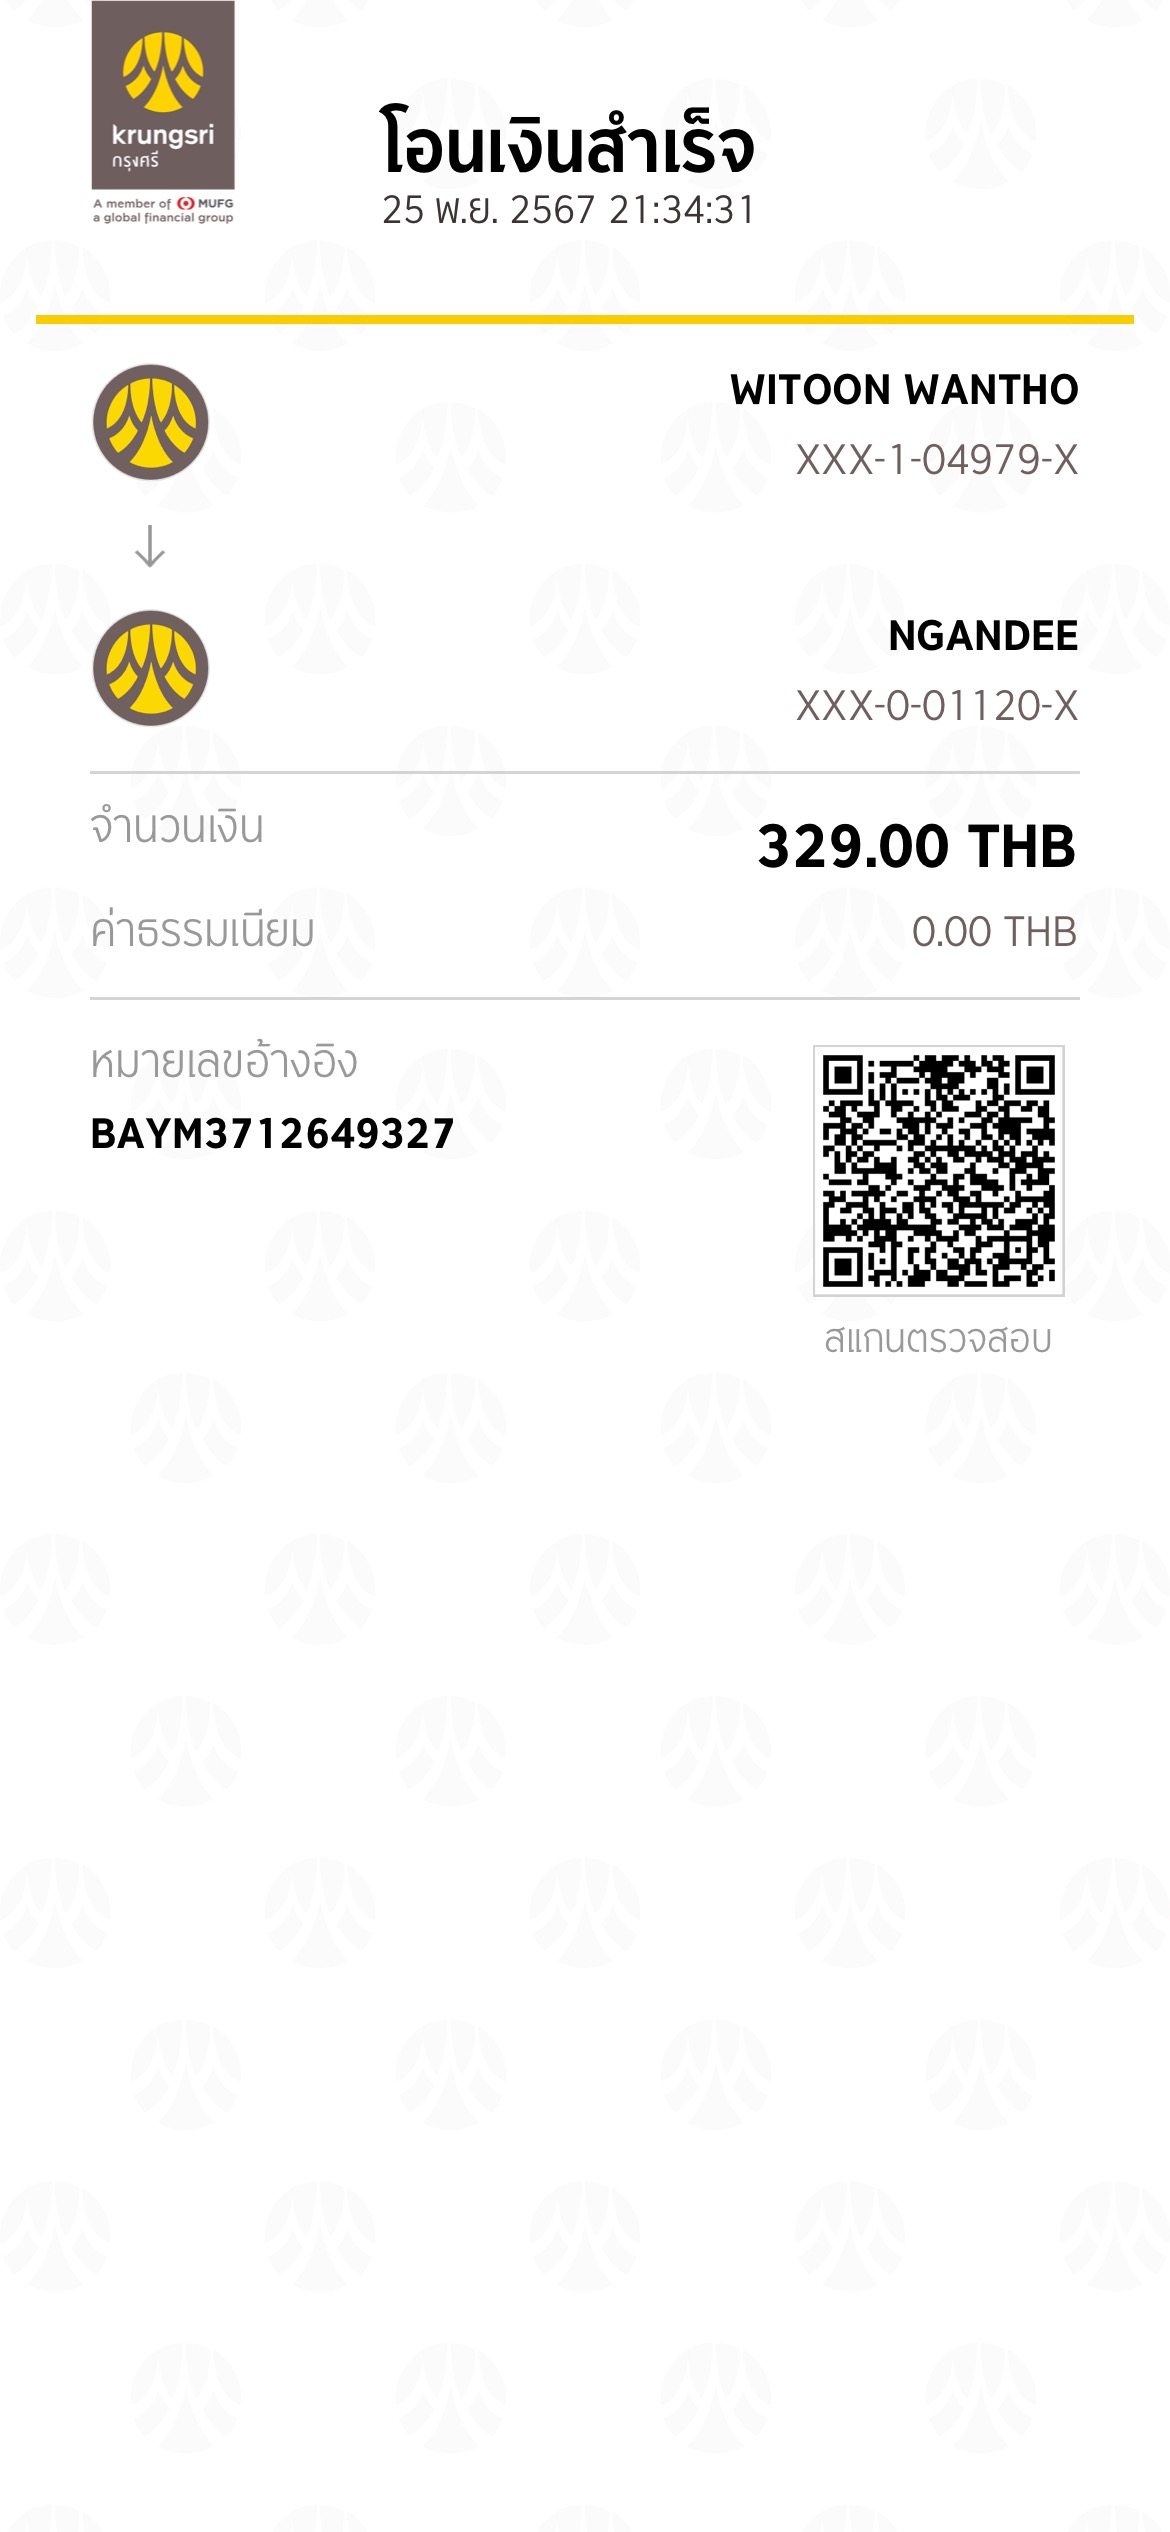 krungsri
กรุงศรี
A member of MUFG
a global financial group
โอนเงินสำเร็จ
25 พ.ย. 2567 21:34:31
WITOON WANTHO
XXX-1-04979-X
NGANDEE
XXX-0-01120-X
จำนวนเงิน
329.00 THB
ค่าธรรมเนียม
0.00 THB
หมายเลขอ้างอิง
BAYM3712649327
สแกนตรวจสอบ